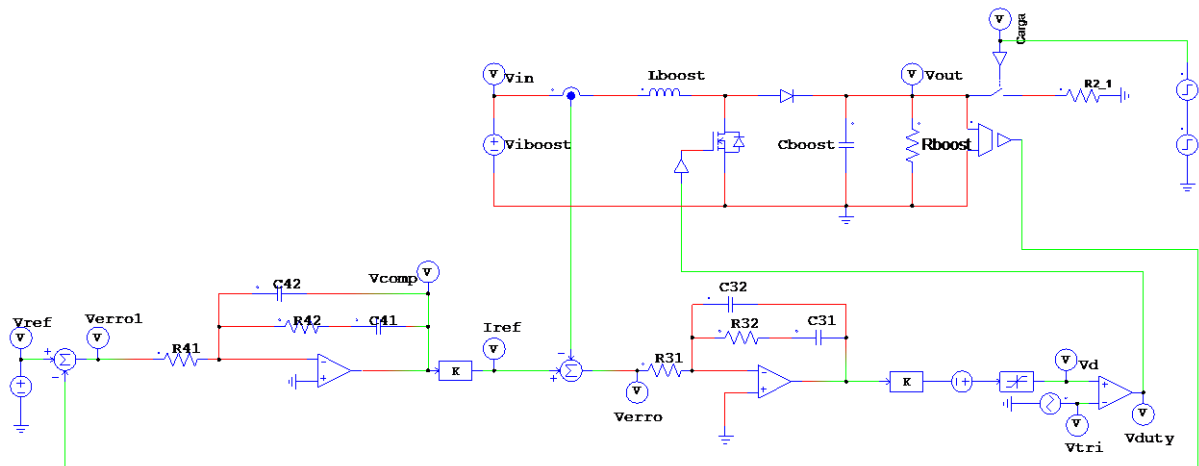 V
Carga
V
Vin
Lboost
V
Vout
R2_1
Viboost
Cboost
Rboost
C42
Vcomp
V
C32
Vref
V
Verro1
V
R42
C41
Iref
V
R32
C31
R41
R31
K
Verro
V
K
V
Vd
Vtri
V
Vduty
V